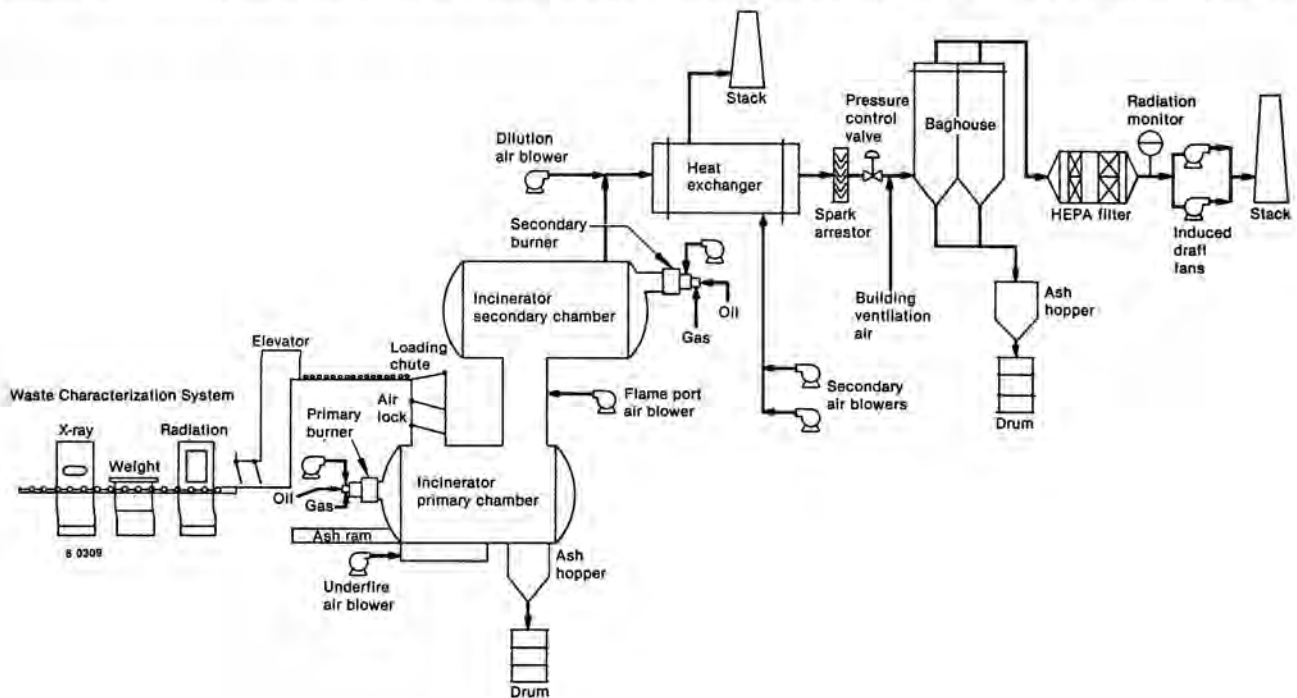 Stack
Pressure
control
valve
Baghouse
Radiation
monitor
Dilution
air blower
Heat
exchanger
Spark
arrestor
HEPA filter
Induced
draft
fans
Stack
Secondary
burner
Incinerator
secondary chamber
Oil
Gas
Building
ventilation
air
Ash
hopper
Elevator
Loading
chute
Flame port
air blower
Secondary
air blowers
Drum
Waste Characterization System
X-ray
Weight
Radiation
Air
lock
Primary
burner
Oil
Gas
Incinerator
primary chamber
Ash ram
6 0309
Underfire
air blower
Ash
hopper
Drum